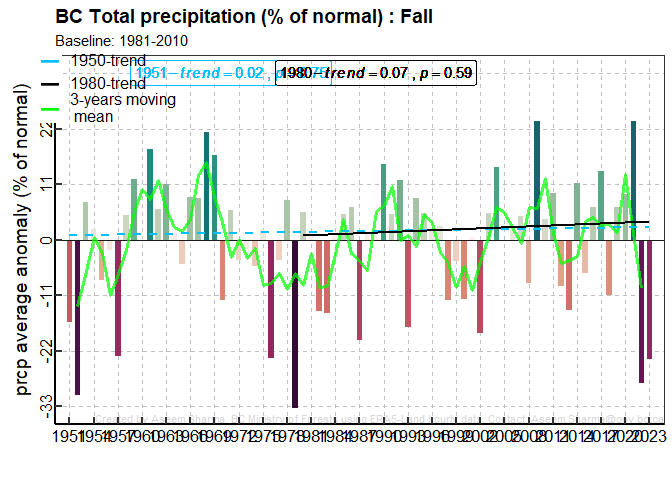 BC Total precipitation (% of normal) : Fall
Baseline: 1981-2010
1950-trend
1980-trend
3-years moving
mean
1951-trend = 0.02 , p
1980-trend = 0.07 , p = 0.59
prcp average anomaly (% of normal)
22
11
0
-11
-22
-33
1951 1954 1957 1960 1963 1966 1969 1972 1975 1978 1981 1984 1987 1990 1993 1996 1999 2002 2005 2008 2011 2014 2017 2020 2023